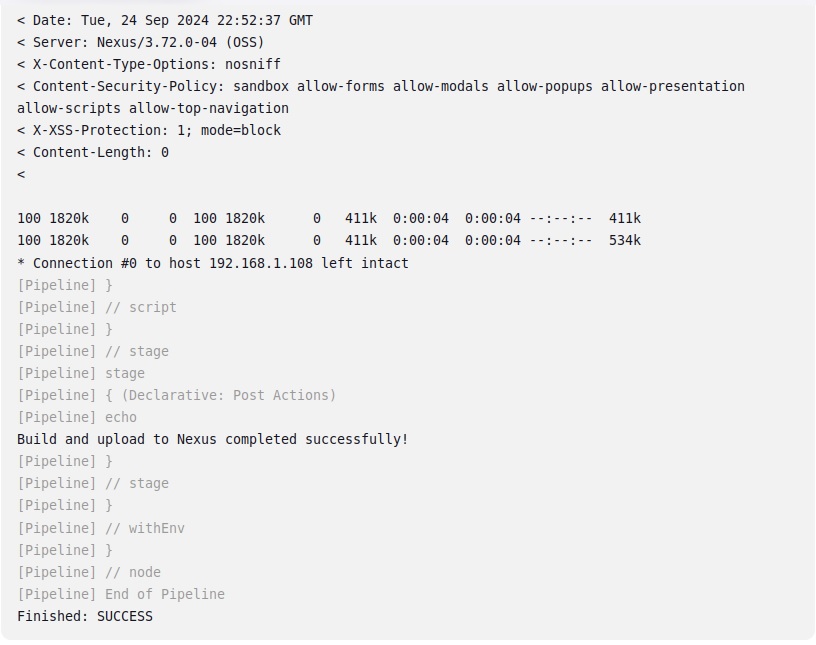 < Date: Tue, 24 Sep 2024 22:52:37 GMT
< Server: Nexus/3.72.0-04 (OSS)
< X-Content-Type-Options: nosniff
< Content-Security-Policy: sandbox allow-forms allow-modals allow-popups allow-presentation
allow-scripts allow-top-navigation
< X-XSS-Protection: 1; mode=block
< Content-Length: 0
<
100 1820k    0     0  100 1820k      0   411k  0:00:04  0:00:04 --:--:--  411k
100 1820k    0     0  100 1820k      0   411k  0:00:04  0:00:04 --:--:--  534k
* Connection #0 to host 192.168.1.108 left intact
[Pipeline] }
[Pipeline] // script
[Pipeline] }
[Pipeline] // stage
[Pipeline] stage
[Pipeline] { (Declarative: Post Actions)
[Pipeline] echo
Build and upload to Nexus completed successfully!
[Pipeline] }
[Pipeline] // stage
[Pipeline] }
[Pipeline] // withEnv
[Pipeline] }
[Pipeline] // node
[Pipeline] End of Pipeline
Finished: SUCCESS